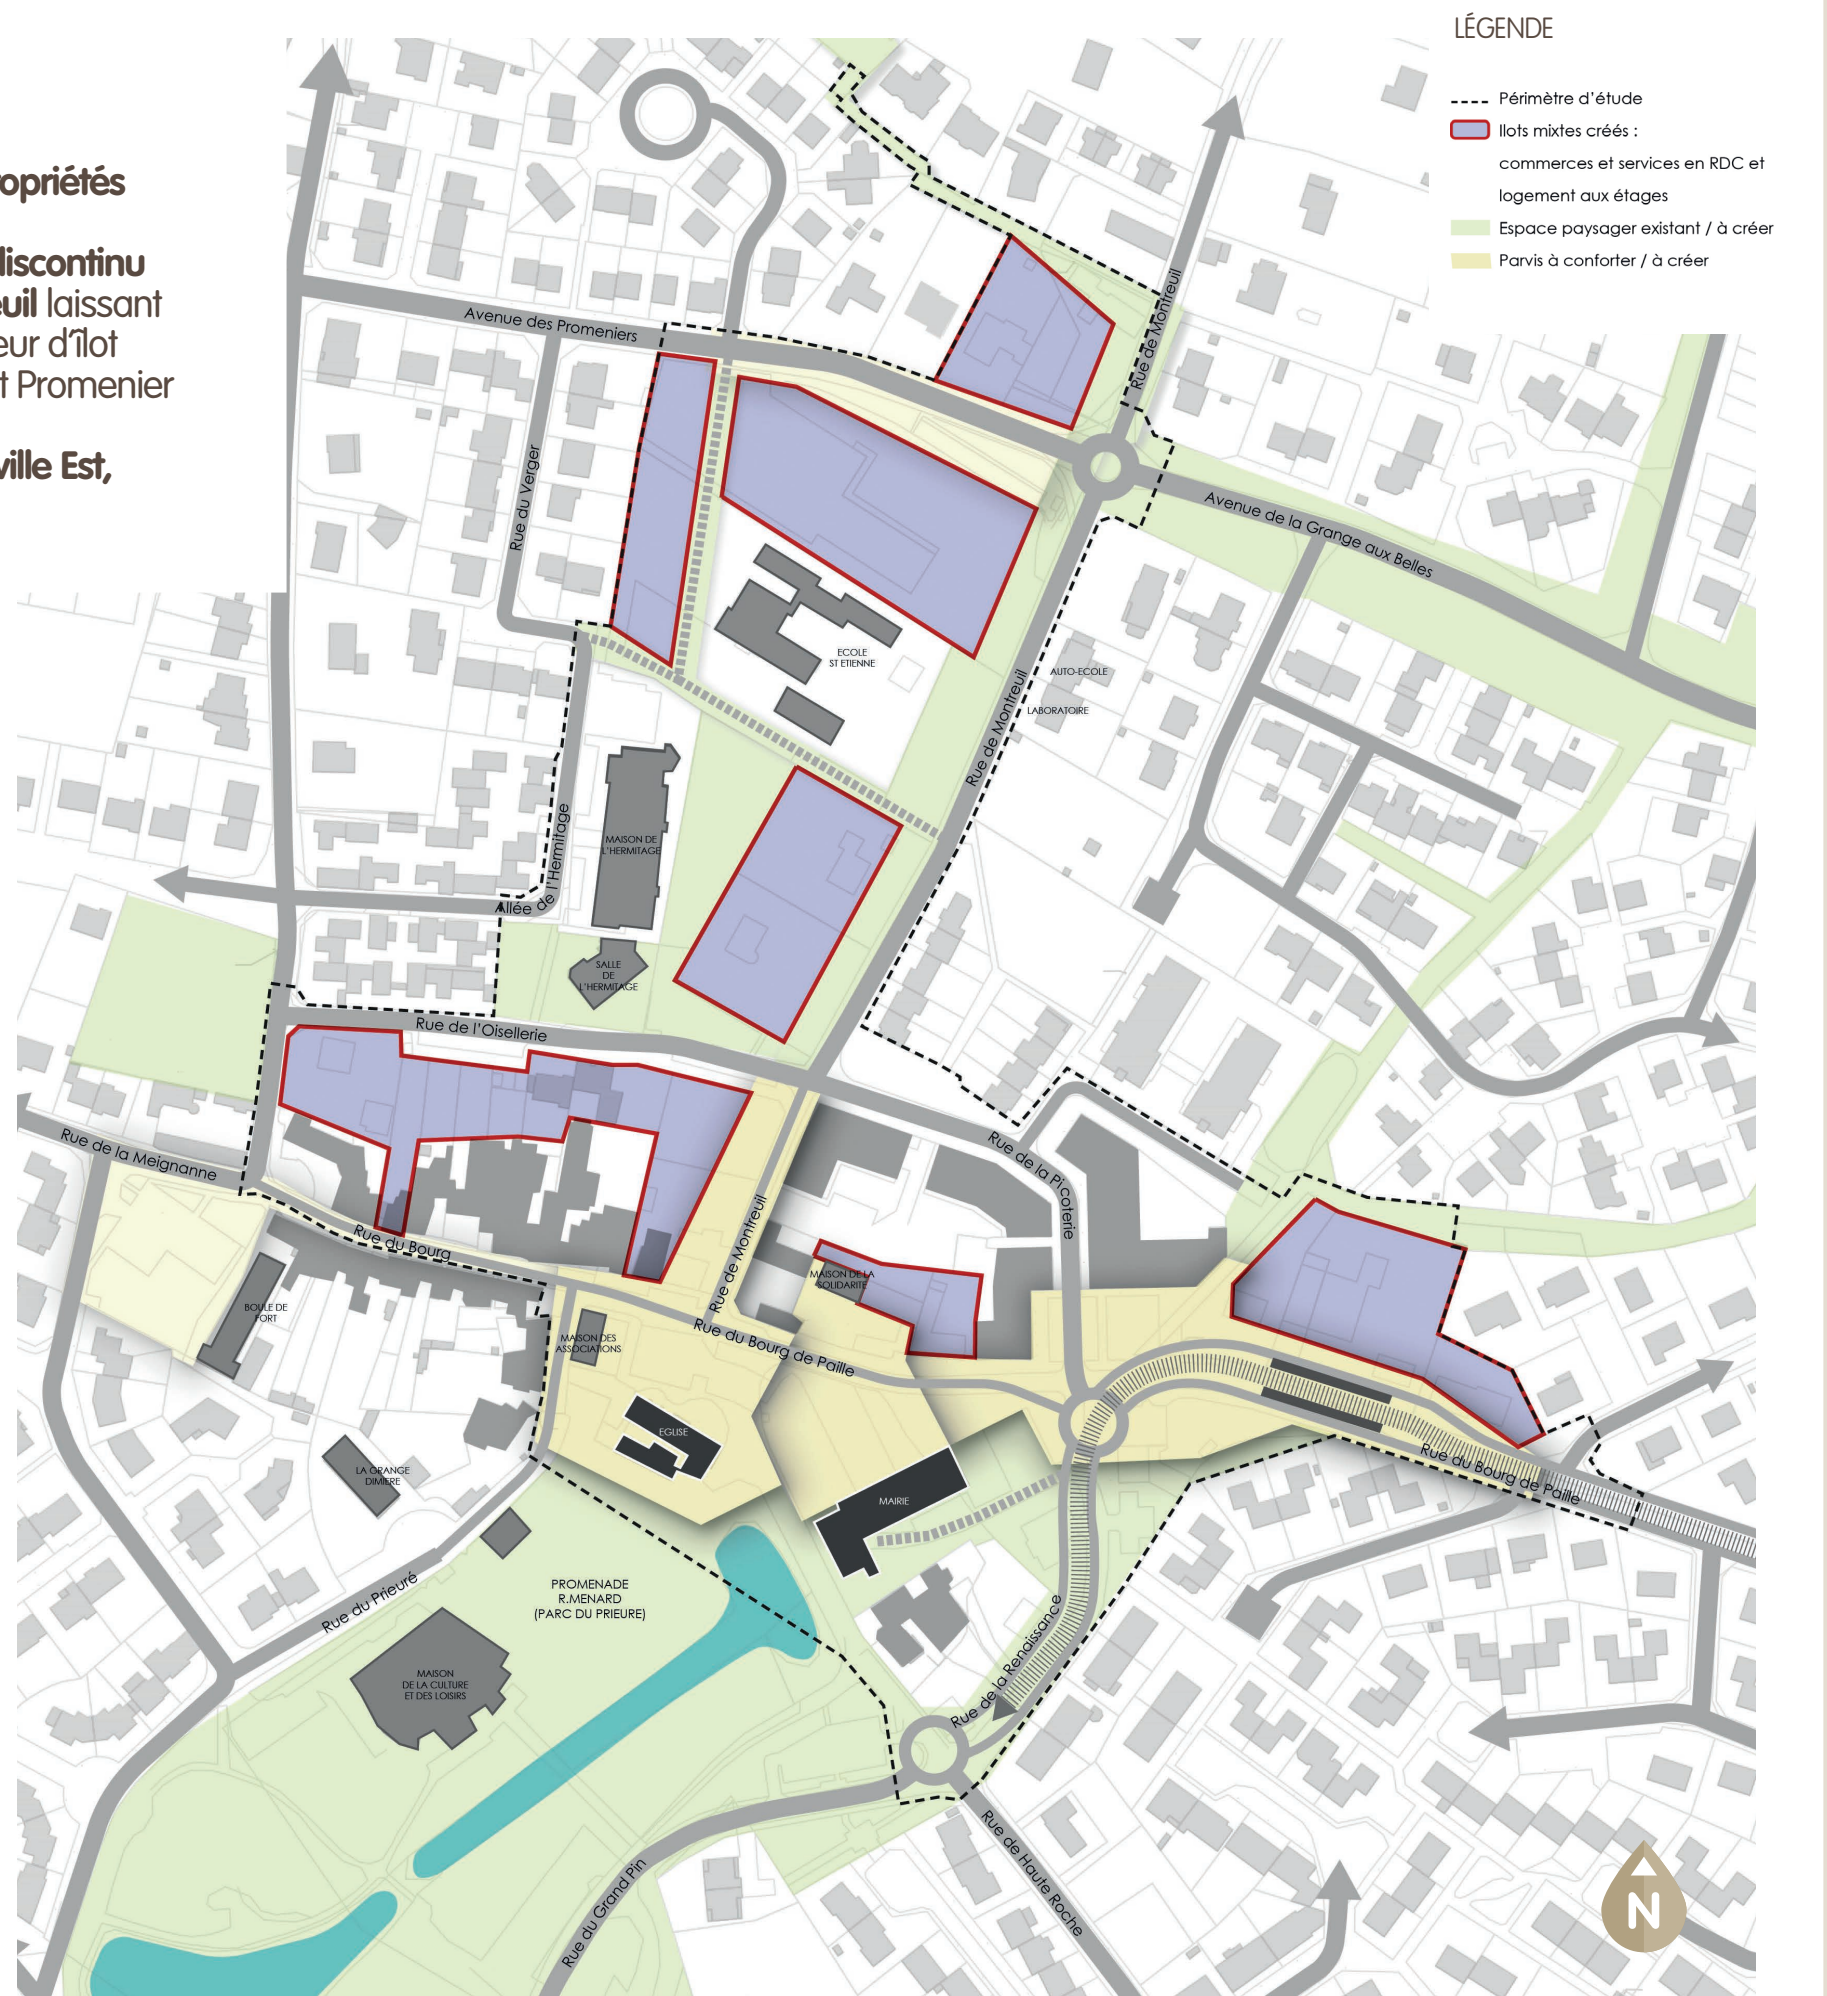 LÉGENDE
Périmètre d'étude
Ilots mixtes créés :
commerces et services en RDC et
logement aux étages
Espace paysager existant / à créer
Parvis à conforter / à créer
opriétés
discontinu
euil laissant
eur d'îlot
t Promenier
ville Est,
Avenue des Promeniers
Rue de Montreuil
Rue du Verger
Avenue de la Grange aux Belles
ECOLE
ST ETIENNE
AUTO-ECOLE
LABORATOIRE
Rue de Montreuil
MAISON DE
L'HERMITAGE
Allée de l'Hermitage
SALLE
DE
L'HERMITAGE
Rue de l'Oisellerie
Rue de la Meignanne
Rue de la Picoterie
Rue du Bourg
Rue de Montreuil
MAISON DE LA
SOLIDARITE
BOULE DE
FORT
MAISON DES
ASSOCIATIONS
Rue du Bourg de Paille
EGLISE
LA GRANGE
DIMIERE
MAIRIE
Rue du Bourg de Paille
PROMENADE
R.MENARD
(PARC DU PRIEURE)
Rue du Prieuré
Rue de la Renaissance
MAISON
DE LA CULTURE
ET DES LOISIRS
Rue du Grand Pin
Rue de Haute Roche
N